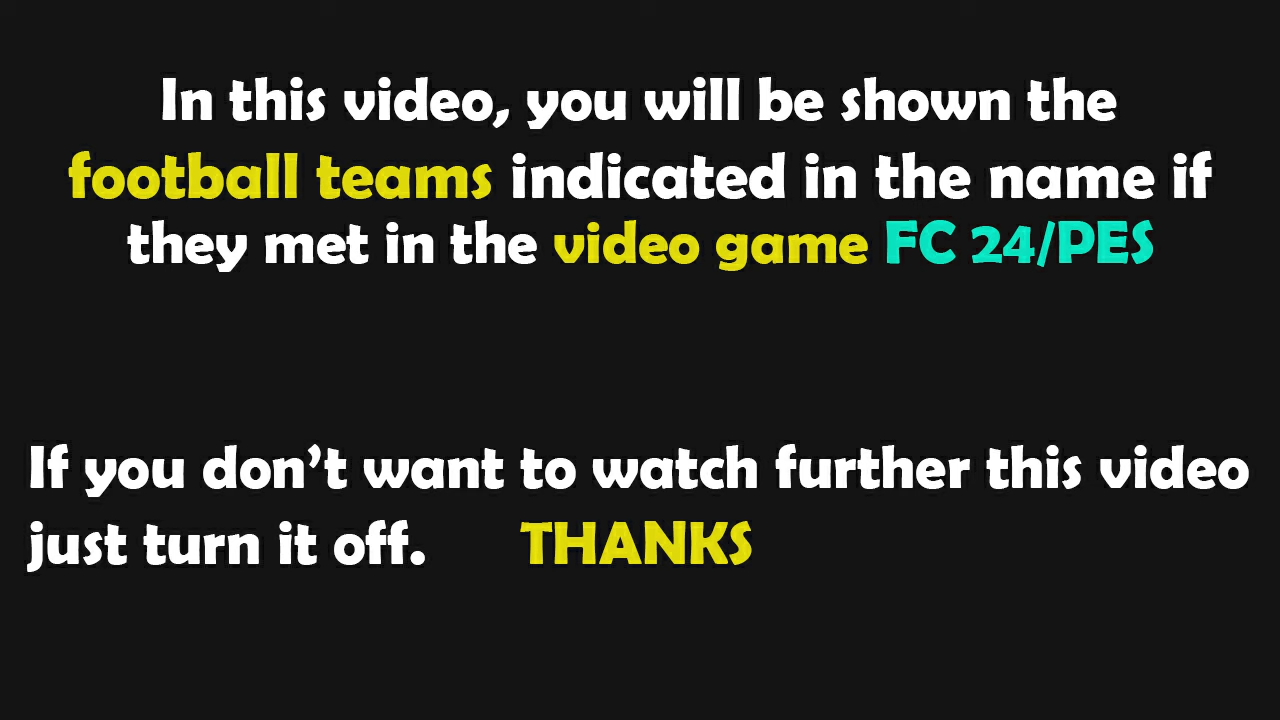 In this video, you will be shown the
football teams indicated in the name if
they met in the video game FC 24/PES
If you don’t want to watch further this video
just turn it off. THANKS